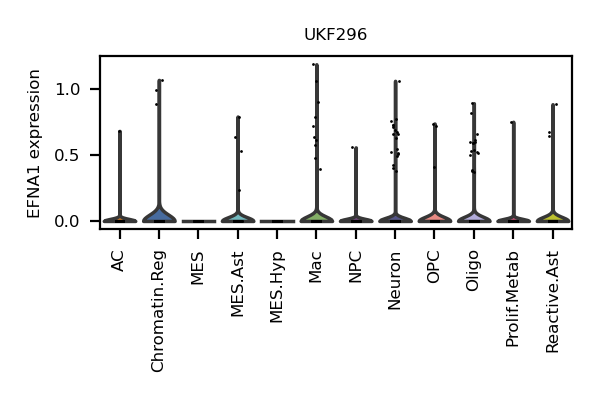 UKF296
EFNA1 expression
1.0
0.5
0.0
AC
Chromatin.Reg
MES
MES.Ast
MES.Hyp
Mac
NPC
Neuron
OPC
Oligo
Prolif.Metab
Reactive.Ast